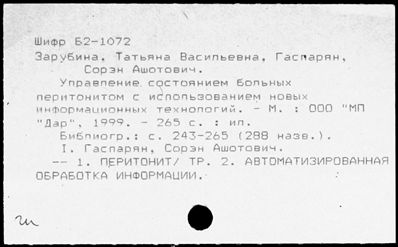 Шифр Б2-1072
Зарубина, Татьяна Васильевна, Гаспарян,
Сорэн Ашотович.
Управление состоянием больных
перитонитом с использованием новых
информационных технологий. - М. : ООО "МП
"Дар", 1999. - 265 с. : ил.
Библиогр.: с. 243-265 (288 назв.).
I. Гаспарян, Сорэн Ашотович.
-- 1. ПЕРИТОНИТ/ ТР. 2. АВТОМАТИЗИРОВАННАЯ
ОБРАБОТКА ИНФОРМАЦИИ.